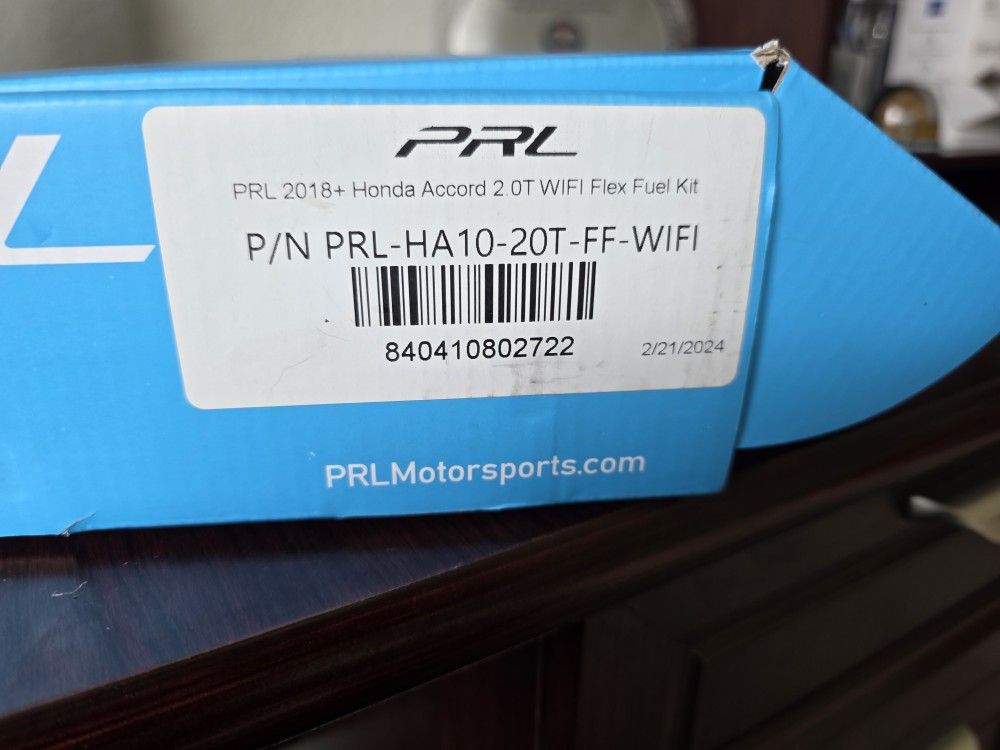 PRL
PRL 2018+ Honda Accord 2.0T WIFI Flex Fuel Kit
P/N PRL-HA10-20T-FF-WIFI
840410802722
2/21/2024
PRLMotorsports.com
L